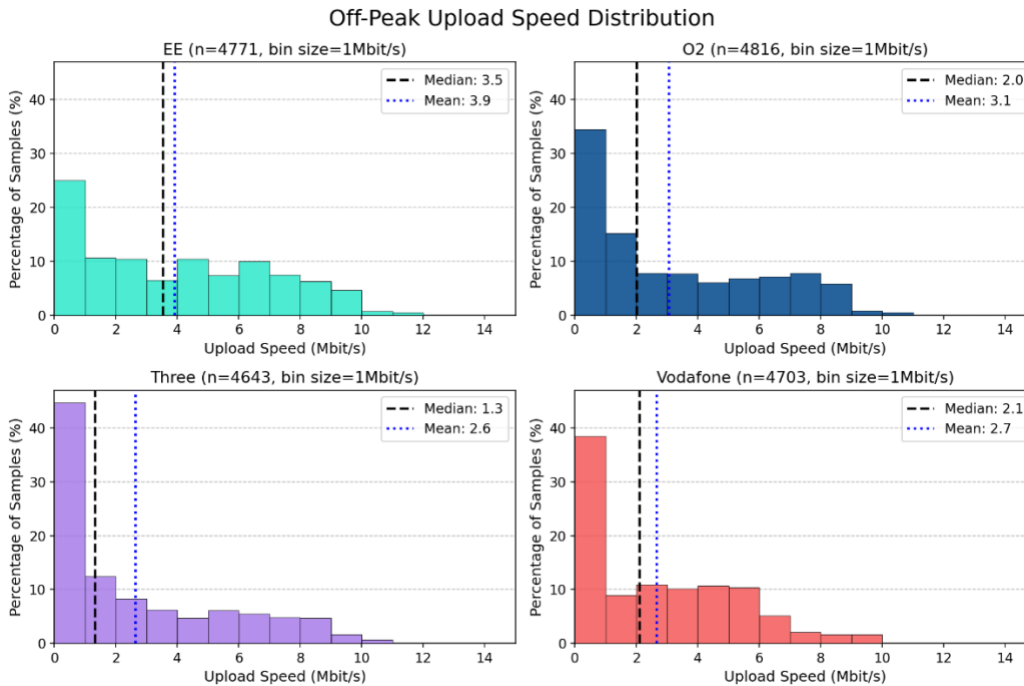 Off-Peak Upload Speed Distribution
EE (n=4771, bin size=1Mbit/s)
Percentage of Samples (%)
40
30
20
10
0
Median: 3.5
Mean: 3.9
0 2 4 6 8 10 12 14
Upload Speed (Mbit/s)
O2 (n=4816, bin size=1Mbit/s)
Percentage of Samples (%)
40
30
20
10
0
Median: 2.0
Mean: 3.1
0 2 4 6 8 10 12 14
Upload Speed (Mbit/s)
Three (n=4643, bin size=1Mbit/s)
Percentage of Samples (%)
40
30
20
10
0
Median: 1.3
Mean: 2.6
0 2 4 6 8 10 12 14
Upload Speed (Mbit/s)
Vodafone (n=4703, bin size=1Mbit/s)
Percentage of Samples (%)
40
30
20
10
0
Median: 2.1
Mean: 2.7
0 2 4 6 8 10 12 14
Upload Speed (Mbit/s)